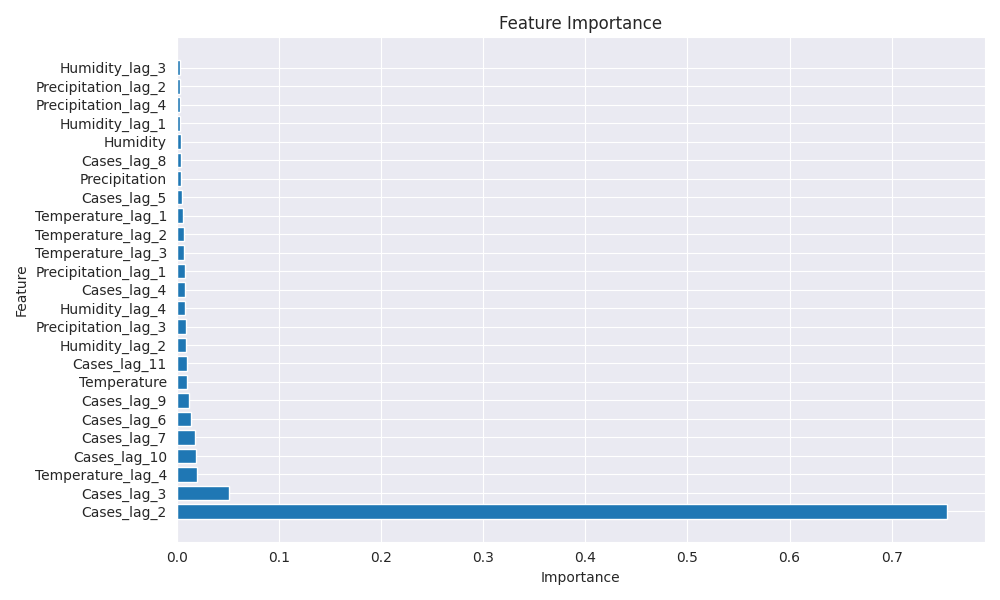 Feature Importance
Humidity_lag_3
Precipitation_lag_2
Precipitation_lag_4
Humidity_lag_1
Humidity
Cases_lag_8
Precipitation
Cases_lag_5
Temperature_lag_1
Temperature_lag_2
Temperature_lag_3
Precipitation_lag_1
Cases_lag_4
Humidity_lag_4
Precipitation_lag_3
Humidity_lag_2
Cases_lag_11
Temperature
Cases_lag_9
Cases_lag_6
Cases_lag_7
Cases_lag_10
Temperature_lag_4
Cases_lag_3
Cases_lag_2
Feature
0.0 0.1 0.2 0.3 0.4 0.5 0.6 0.7
Importance